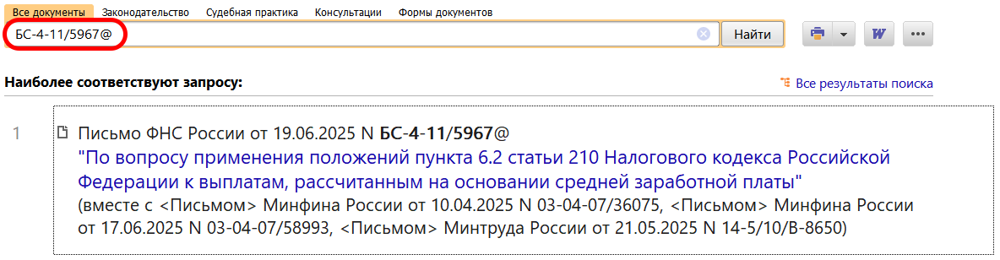 Все документы Законодательство Судебная практика Консультации Формы документов
БС-4-11/5967@ Найти W
Наиболее соответствуют запросу: Все результаты поиска
1 Письмо ФНС России от 19.06.2025 N БС-4-11/5967@
"По вопросу применения положений пункта 6.2 статьи 210 Налогового кодекса Российской
Федерации к выплатам, рассчитанным на основании средней заработной платы"
(вместе с <Письмом> Минфина России от 10.04.2025 N 03-04-07/36075, <Письмом> Минфина России
от 17.06.2025 N 03-04-07/58993, <Письмом> Минтруда России от 21.05.2025 N 14-5/10/В-8650)